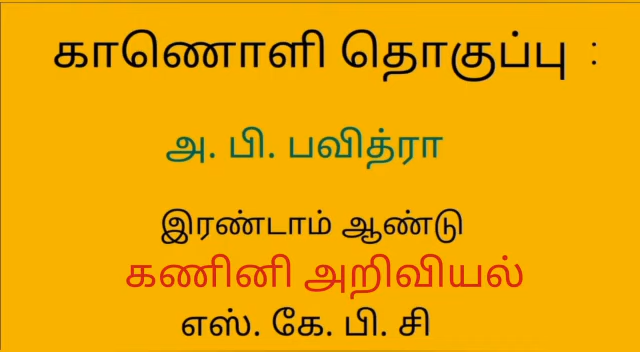 காணொளி தொகுப்பு :
அ. பி. பவித்ரா
இரண்டாம் ஆண்டு
கணினி அறிவியல்
எஸ். கே. பி. சி